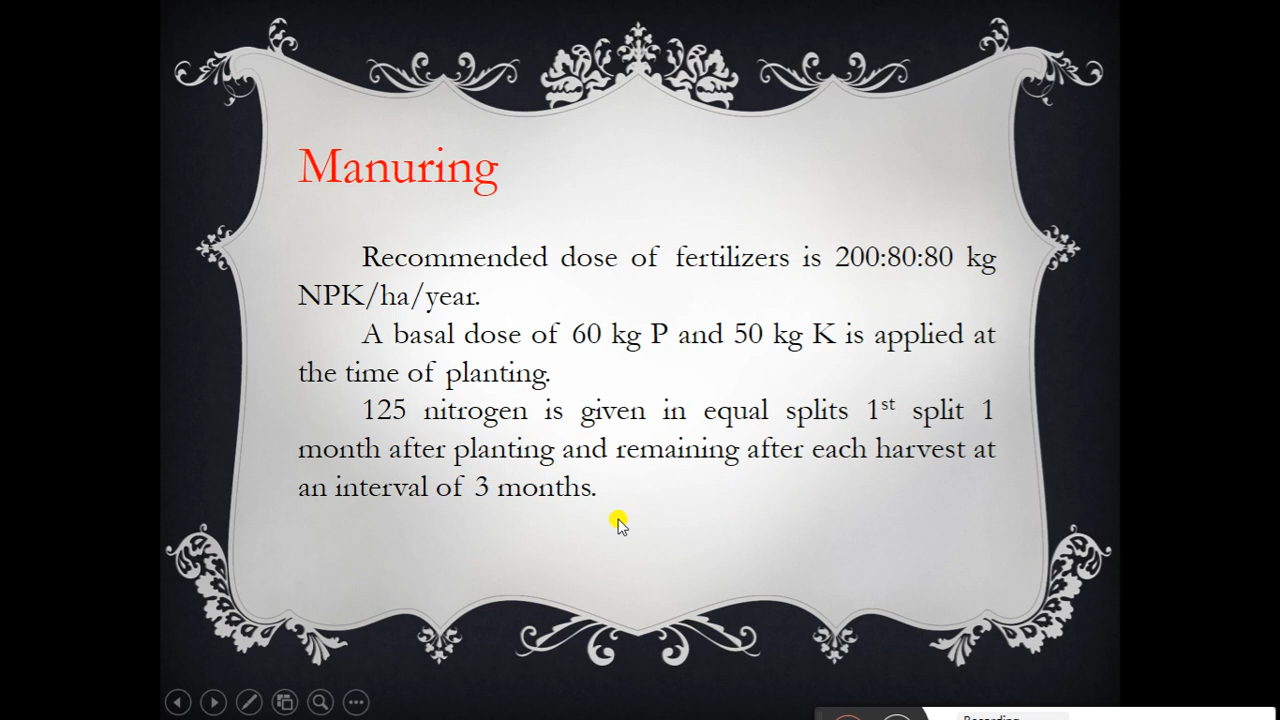 Manuring
Recommended dose of fertilizers is 200:80:80 kg
NPK/ha/year.
A basal dose of 60 kg P and 50 kg K is applied at
the time of planting.
125 nitrogen is given in equal splits 1st split 1
month after planting and remaining after each harvest at
an interval of 3 months.